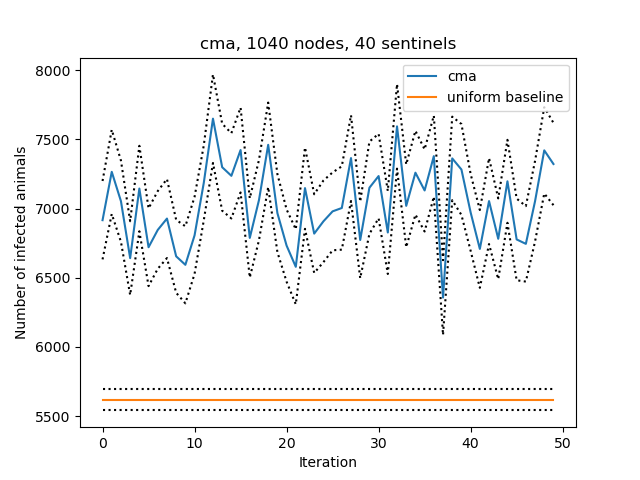 cma, 1040 nodes, 40 sentinels
cma
uniform baseline
Number of infected animals
8000
7500
7000
6500
6000
5500
0 10 20 30 40 50
Iteration